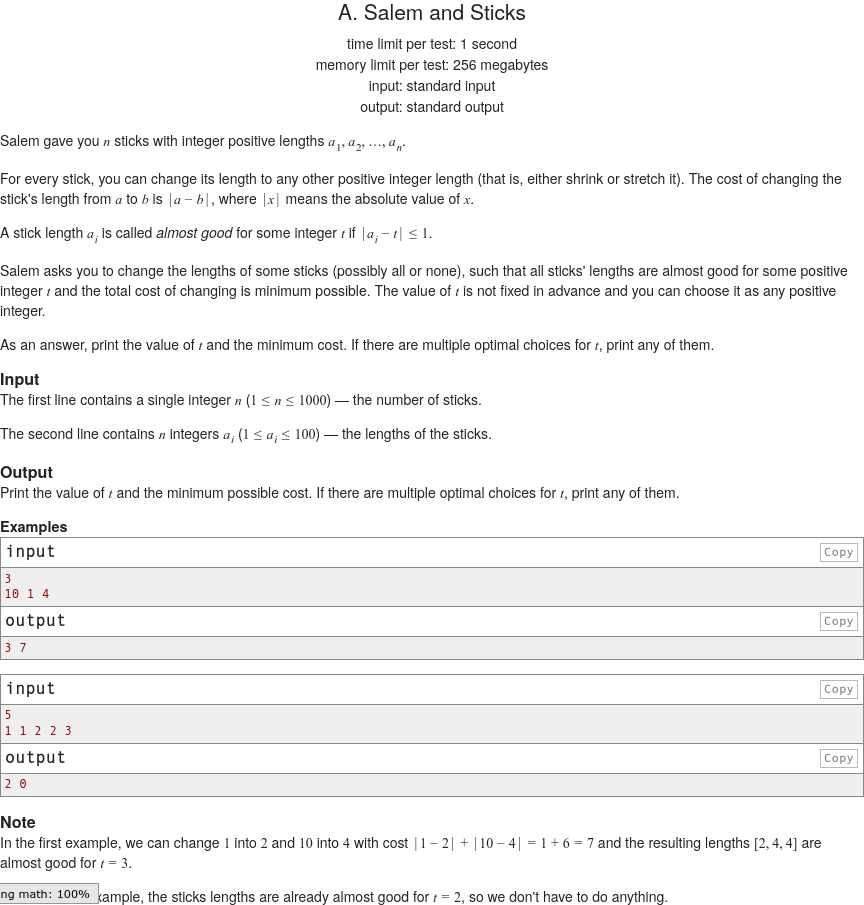 A. Salem and Sticks
time limit per test: 1 second
memory limit per test: 256 megabytes
input: standard input
output: standard output
Salem gave you n sticks with integer positive lengths a1, a2, …, an.
For every stick, you can change its length to any other positive integer length (that is, either shrink or stretch it). The cost of changing the
stick's length from a to b is |a − b|, where |x| means the absolute value of x.
A stick length ai is called almost good for some integer t if |ai − t| ≤ 1.
Salem asks you to change the lengths of some sticks (possibly all or none), such that all sticks' lengths are almost good for some positive
integer t and the total cost of changing is minimum possible. The value of t is not fixed in advance and you can choose it as any positive
integer.
As an answer, print the value of t and the minimum cost. If there are multiple optimal choices for t, print any of them.
Input
The first line contains a single integer n (1 ≤ n ≤ 1000) — the number of sticks.
The second line contains n integers ai (1 ≤ ai ≤ 100) — the lengths of the sticks.
Output
Print the value of t and the minimum possible cost. If there are multiple optimal choices for t, print any of them.
Examples
input Copy
3
10 1 4
output Copy
3 7
input Copy
5
1 1 2 2 3
output Copy
2 0
Note
In the first example, we can change 1 into 2 and 10 into 4 with cost |1 − 2| + |10 − 4| = 1 + 6 = 7 and the resulting lengths [2, 4, 4] are
almost good for t = 3.
ng math: 100% xample, the sticks lengths are already almost good for t = 2, so we don't have to do anything.